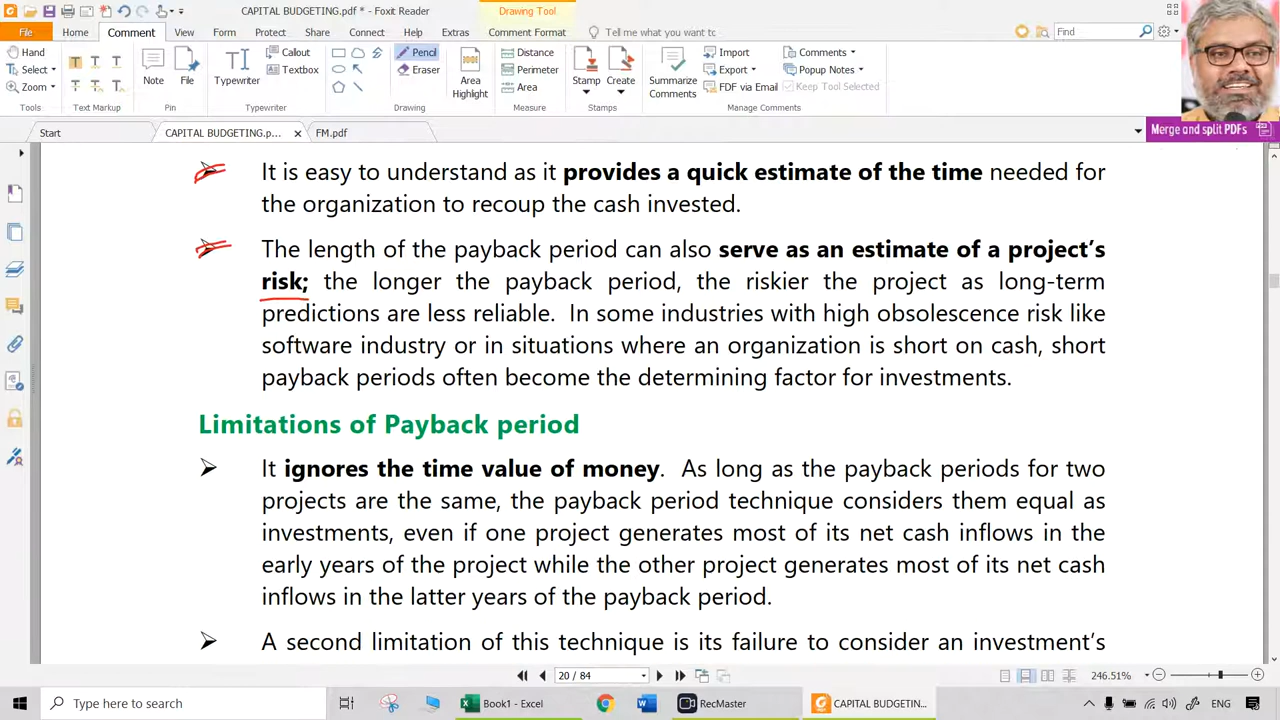 CAPITAL BUDGETING.pdf * - Foxit Reader
Drawing Tool
File
Home
Comment
View
Form
Protect
Share
Connect
Help
Extras
Comment Format
Tell me what you want to
Find
Hand
Select
Zoom
Tools
Text Markup
Note
File
Pin
Typewriter
Callout
Textbox
Typewriter
Pencil
Eraser
Drawing
Area
Highlight
Distance
Perimeter
Area
Measure
Stamp
Create
Stamps
Summarize
Comments
Import
Export
FDF via Email
Comments
Popup Notes
Keep Tool Selected
Manage Comments
Start
CAPITAL BUDGETING.p...
FM.pdf
Merge and split PDFs
It is easy to understand as it provides a quick estimate of the time needed for
the organization to recoup the cash invested.
The length of the payback period can also serve as an estimate of a project's
risk; the longer the payback period, the riskier the project as long-term
predictions are less reliable. In some industries with high obsolescence risk like
software industry or in situations where an organization is short on cash, short
payback periods often become the determining factor for investments.
Limitations of Payback period
It ignores the time value of money. As long as the payback periods for two
projects are the same, the payback period technique considers them equal as
investments, even if one project generates most of its net cash inflows in the
early years of the project while the other project generates most of its net cash
inflows in the latter years of the payback period.
A second limitation of this technique is its failure to consider an investment's
20 / 84
246.51%
Type here to search
Book1 - Excel
RecMaster
CAPITAL BUDGETIN...
ENG